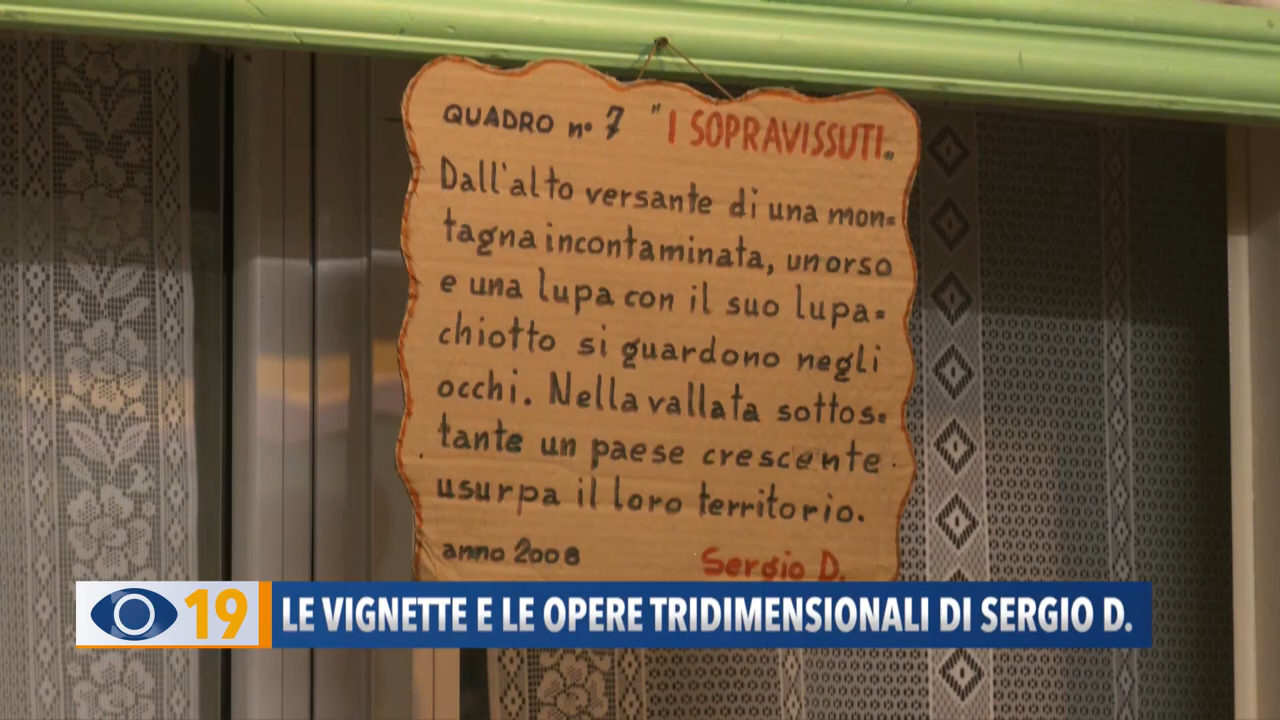 QUADRO nº 7 "I SOPRAVISSUTI"
Dall'alto versante di una mon=
tagna incontaminata, un orso
e una lupa con il suo lupa=
chiotto si guardono negli
occhi. Nella vallata sottos=
tante un paese crescente
usurpa il loro territorio.
anno 2008 Sergio D.
19 LE VIGNETTE E LE OPERE TRIDIMENSIONALI DI SERGIO D.